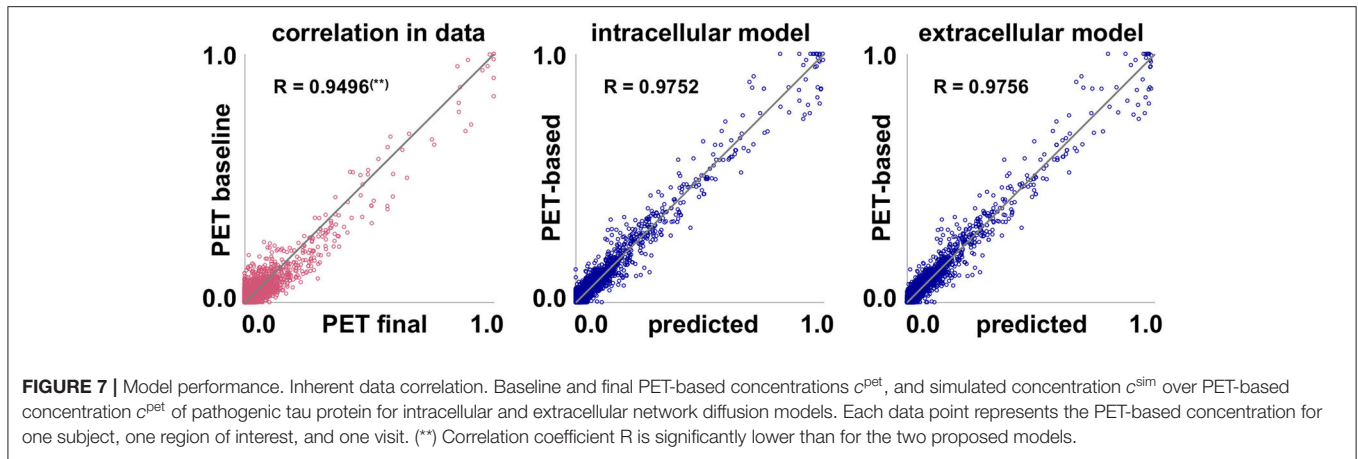 correlation in data
1.0
R = 0.9496(**)
PET baseline
0.0
0.0
PET final
1.0
intracellular model
1.0
R = 0.9752
PET-based
0.0
0.0
predicted
1.0
extracellular model
1.0
R = 0.9756
PET-based
0.0
0.0
predicted
1.0
FIGURE 7 | Model performance. Inherent data correlation. Baseline and final PET-based concentrations c^pet, and simulated concentration c^sim over PET-based
concentration c^pet of pathogenic tau protein for intracellular and extracellular network diffusion models. Each data point represents the PET-based concentration for
one subject, one region of interest, and one visit. (**) Correlation coefficient R is significantly lower than for the two proposed models.